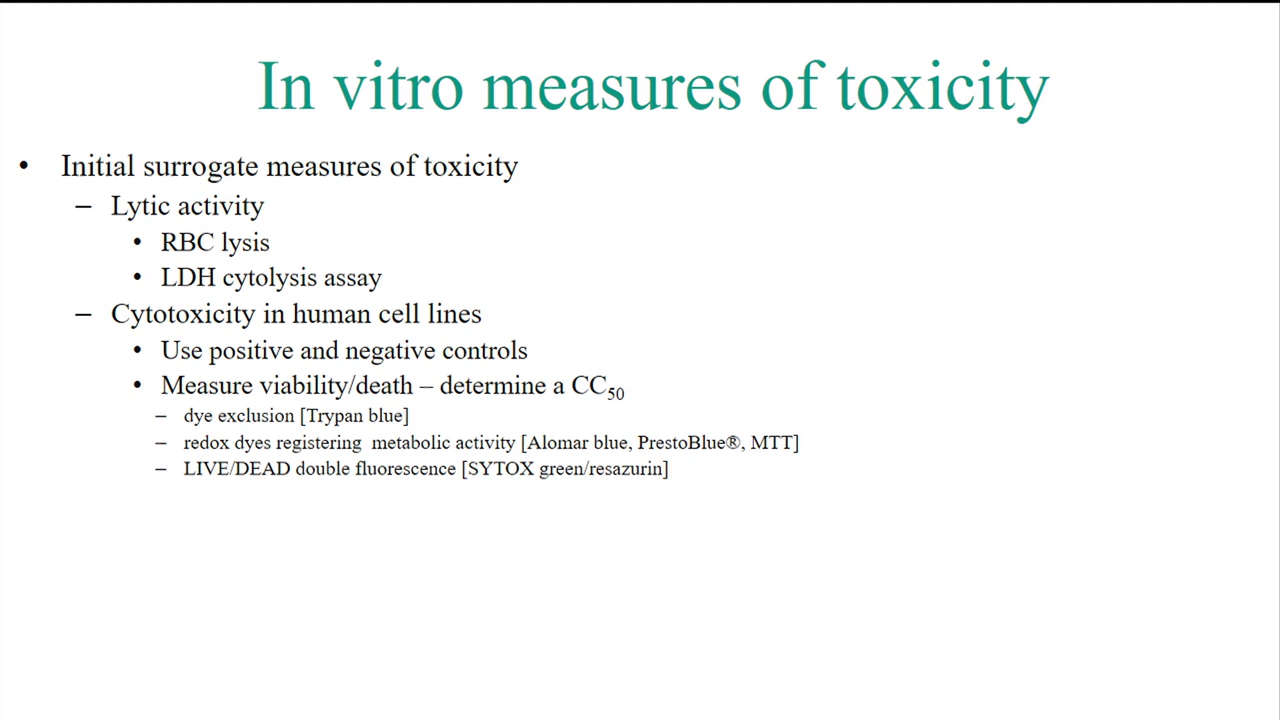 In vitro measures of toxicity
• Initial surrogate measures of toxicity
– Lytic activity
• RBC lysis
• LDH cytolysis assay
– Cytotoxicity in human cell lines
• Use positive and negative controls
• Measure viability/death – determine a CC50
– dye exclusion [Trypan blue]
– redox dyes registering metabolic activity [Alomar blue, PrestoBlue®, MTT]
– LIVE/DEAD double fluorescence [SYTOX green/resazurin]